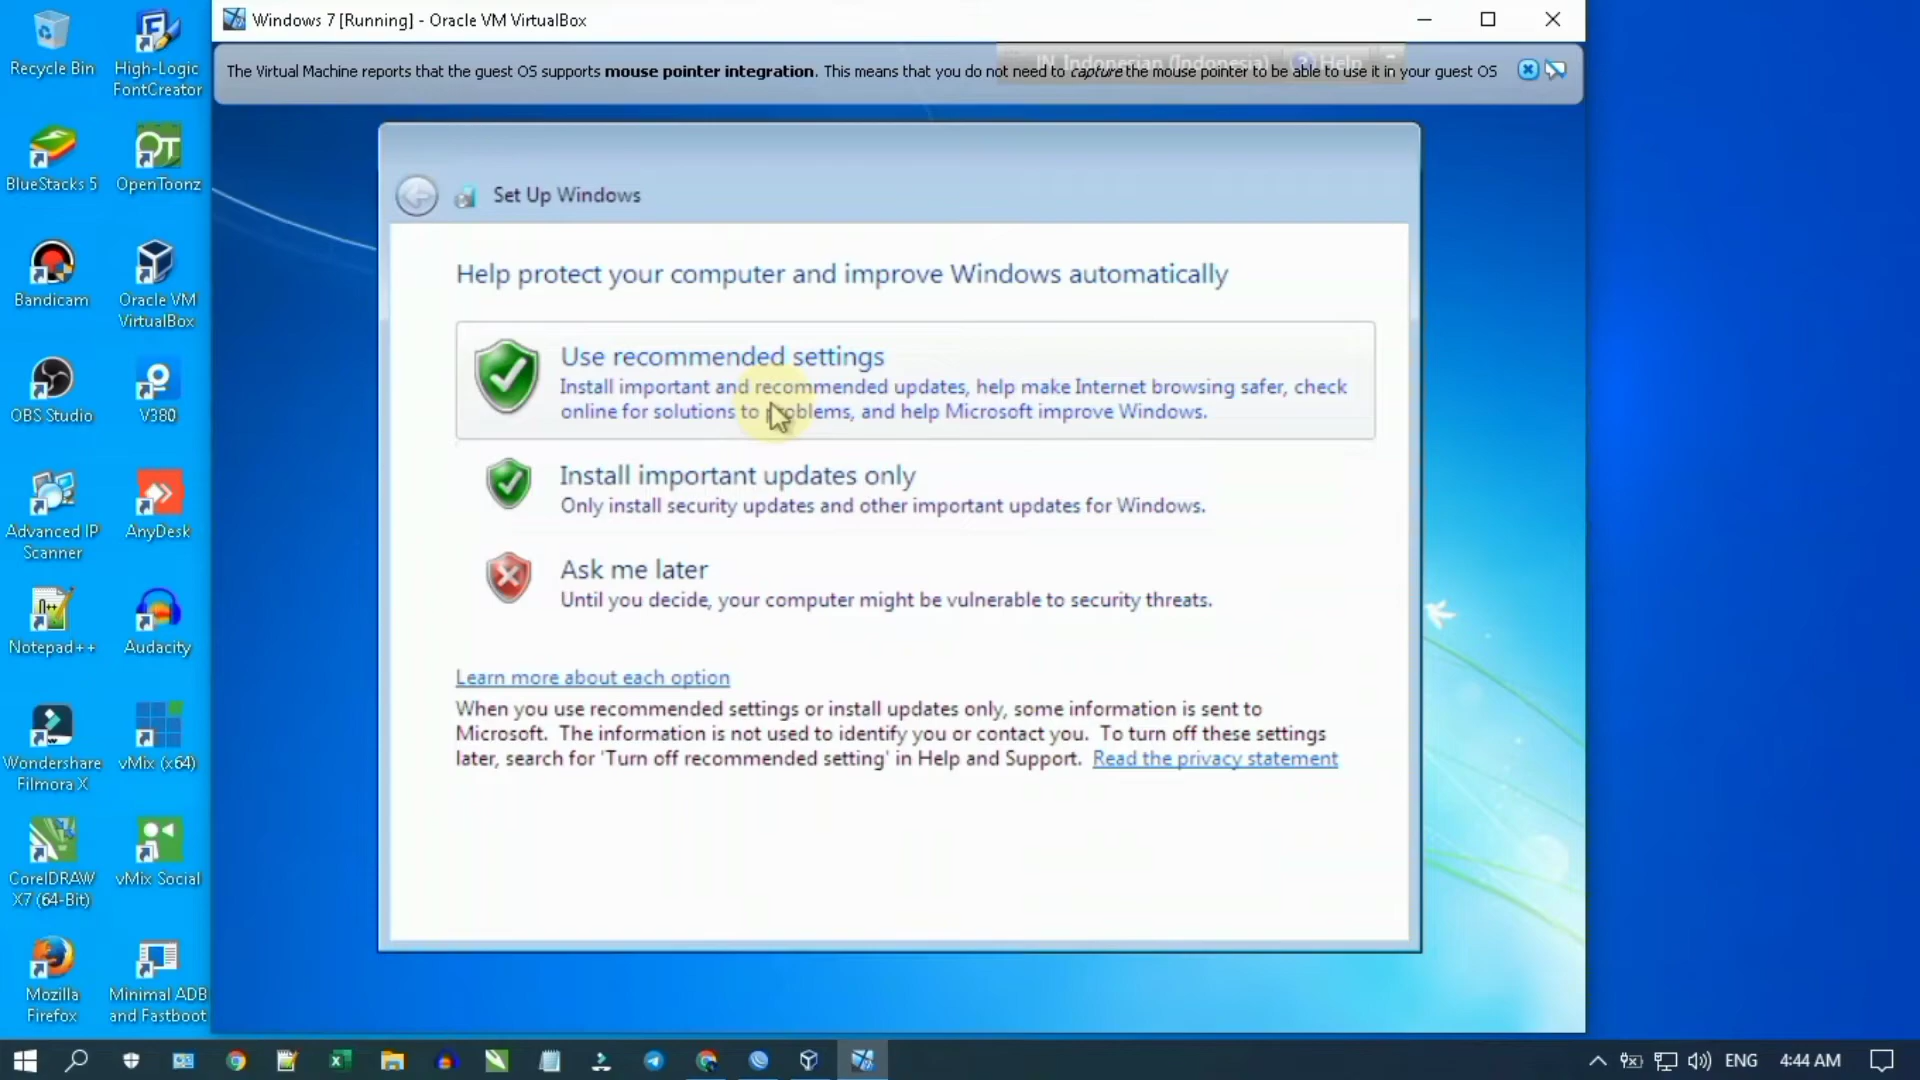 Windows 7 [Running] - Oracle VM VirtualBox
The Virtual Machine reports that the guest OS supports mouse pointer integration. This means that you do not need to capture the mouse pointer to be able to use it in your guest OS
IN Indonesian (Indonesia)
Help
Recycle Bin
High-Logic
FontCreator
BlueStacks 5
OpenToonz
Bandicam
Oracle VM
VirtualBox
OBS Studio
V380
Advanced IP
Scanner
AnyDesk
Notepad++
Audacity
Wondershare
Filmora X
vMix (x64)
CorelDRAW
X7 (64-Bit)
vMix Social
Mozilla
Firefox
Minimal ADB
and Fastboot
Set Up Windows
Help protect your computer and improve Windows automatically
Use recommended settings
Install important and recommended updates, help make Internet browsing safer, check
online for solutions to problems, and help Microsoft improve Windows.
Install important updates only
Only install security updates and other important updates for Windows.
Ask me later
Until you decide, your computer might be vulnerable to security threats.
Learn more about each option
When you use recommended settings or install updates only, some information is sent to
Microsoft. The information is not used to identify you or contact you. To turn off these settings
later, search for 'Turn off recommended setting' in Help and Support. Read the privacy statement
ENG
4:44 AM